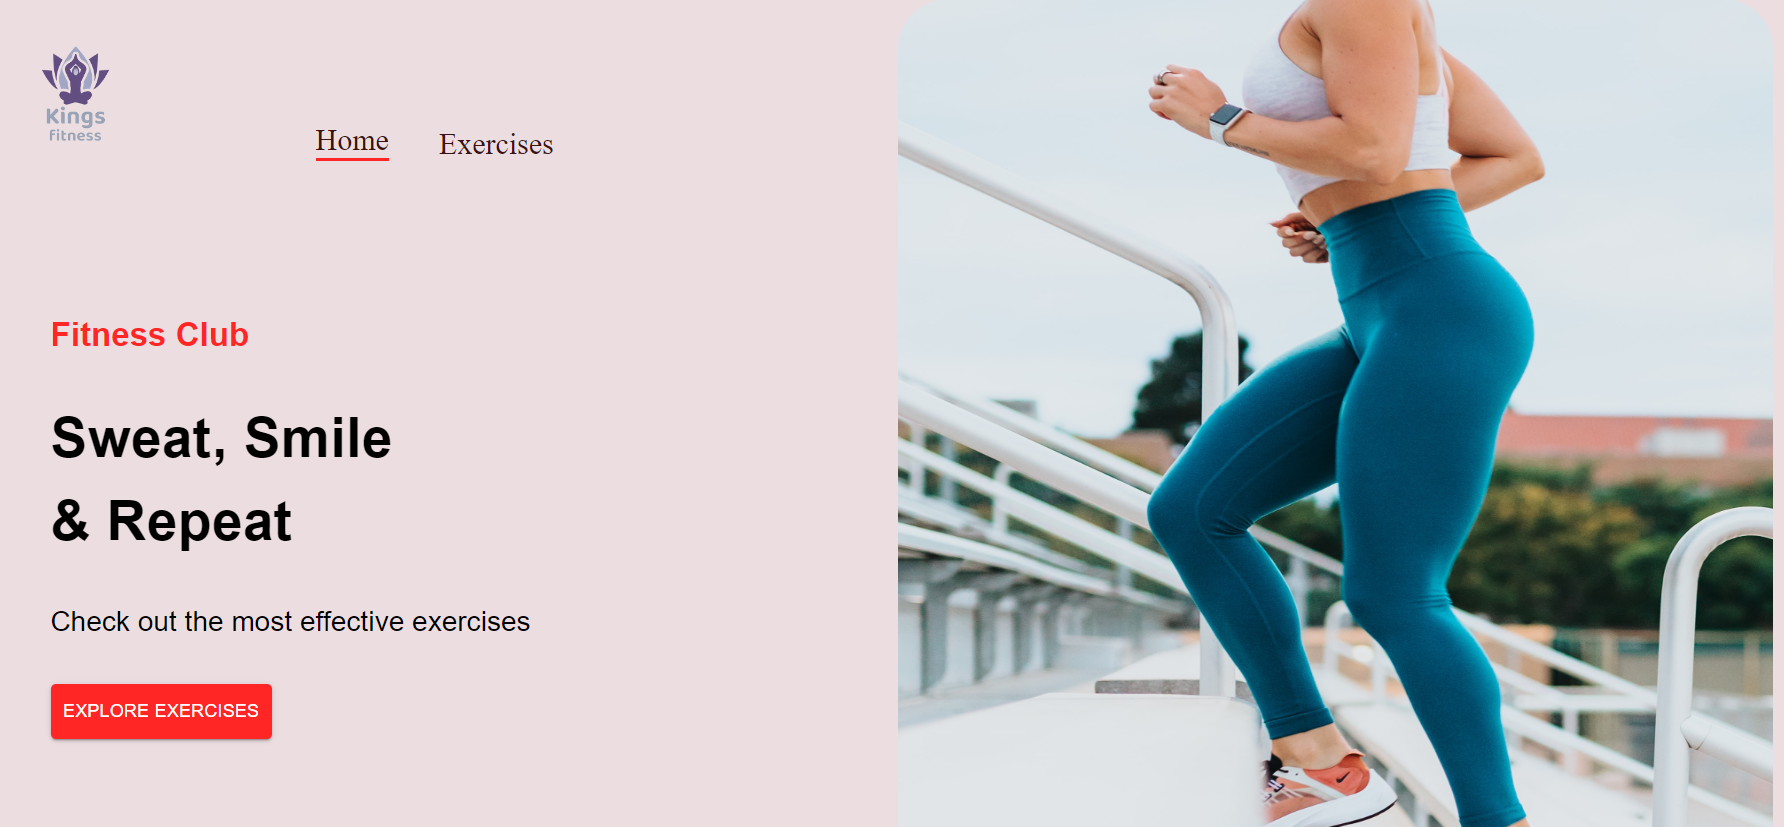 Kings
fitness
Home
Exercises
Fitness Club
Sweat, Smile
& Repeat
Check out the most effective exercises
EXPLORE EXERCISES